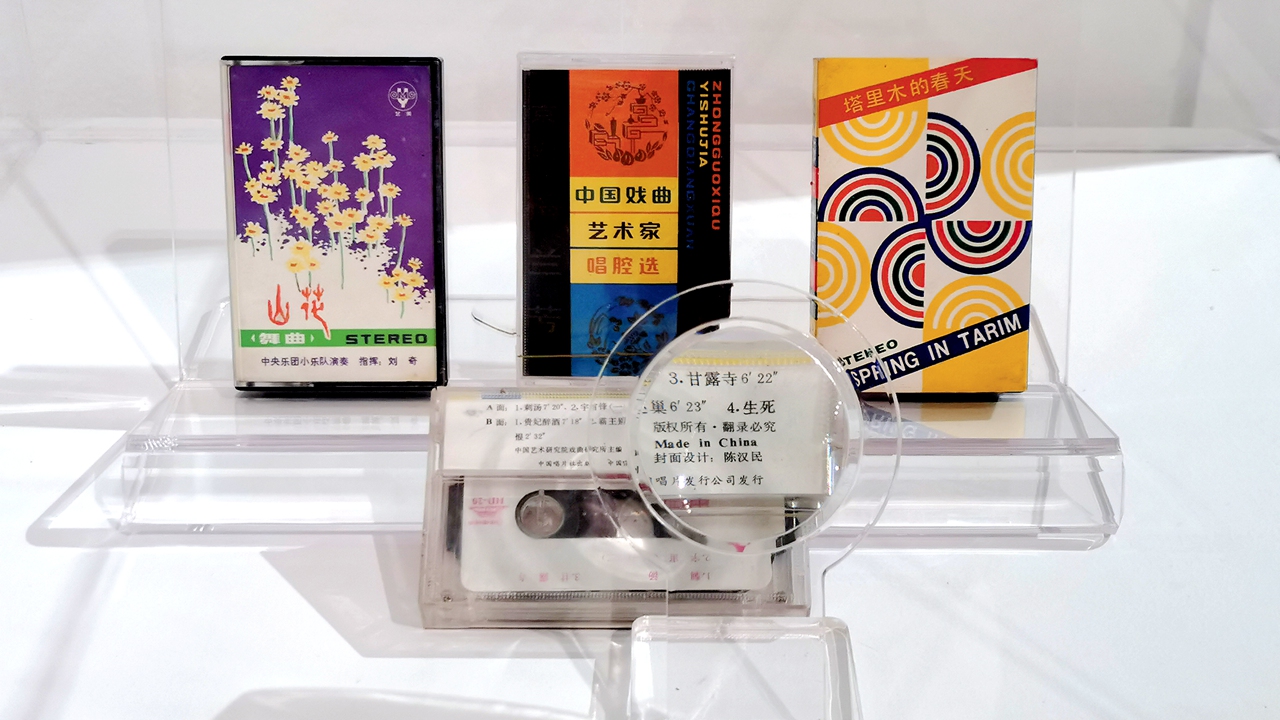 山花
（舞曲） STEREO
中央乐团小乐队演奏 指挥：刘 奇
ZHONGGUOXIQU
YISHUJIA
CHANGQIANGXUAN
中国戏曲
艺术家
唱腔选
塔里木的春天
STEREO
SPRING IN TARIM
A 面：1.刺汤7′20″ 2.宇宙锋
B 面：1.贵妃醉酒7′18″ 2.霸王别
恨2′32″
中国艺术研究院戏曲研究所主编
3.甘露寺6′22″
巢6′23″ 4.生死
版权所有·翻录必究
Made in China
封面设计：陈汉民
唱片发行公司发行
HD-20